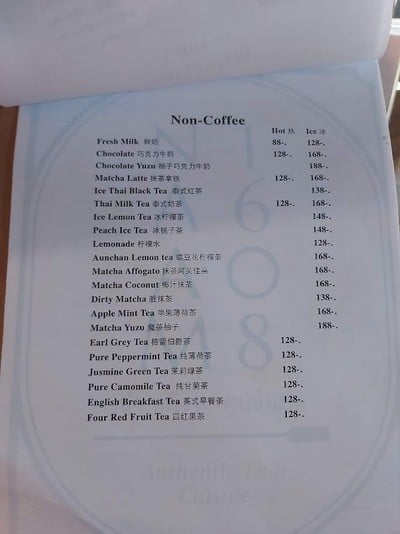 Non-Coffee
Hot 热 Ice 冰
Fresh Milk 鲜奶 88-. 128-.
Chocolate 巧克力牛奶 128-. 168-.
Chocolate Yuzu 柚子巧克力牛奶 188-.
Matcha Latte 抹茶拿铁 128-. 168-.
Ice Thai Black Tea 泰式红茶 138-.
Thai Milk Tea 泰式奶茶 128-. 168-.
Ice Lemon Tea 冰柠檬茶 148-.
Peach Ice Tea 冰桃子茶 148-.
Lemonade 柠檬水 128-.
Aunchan Lemon tea 蝶豆花柠檬茶 168-.
Matcha Affogato 抹茶阿芙佳朵 168-.
Matcha Coconut 椰汁抹茶 168-.
Dirty Matcha 脏抹茶 138-.
Apple Mint Tea 苹果薄荷茶 168-.
Matcha Yuzu 魔茶柚子 188-.
Earl Grey Tea 格雷伯爵茶 128-.
Pure Peppermint Tea 纯薄荷茶 128-.
Jusmine Green Tea 茉莉绿茶 128-.
Pure Camomile Tea 纯甘菊茶 128-.
English Breakfast Tea 英式早餐茶 128-.
Four Red Fruit Tea 四红果茶 128-.
Authentic Thai
Cuisine